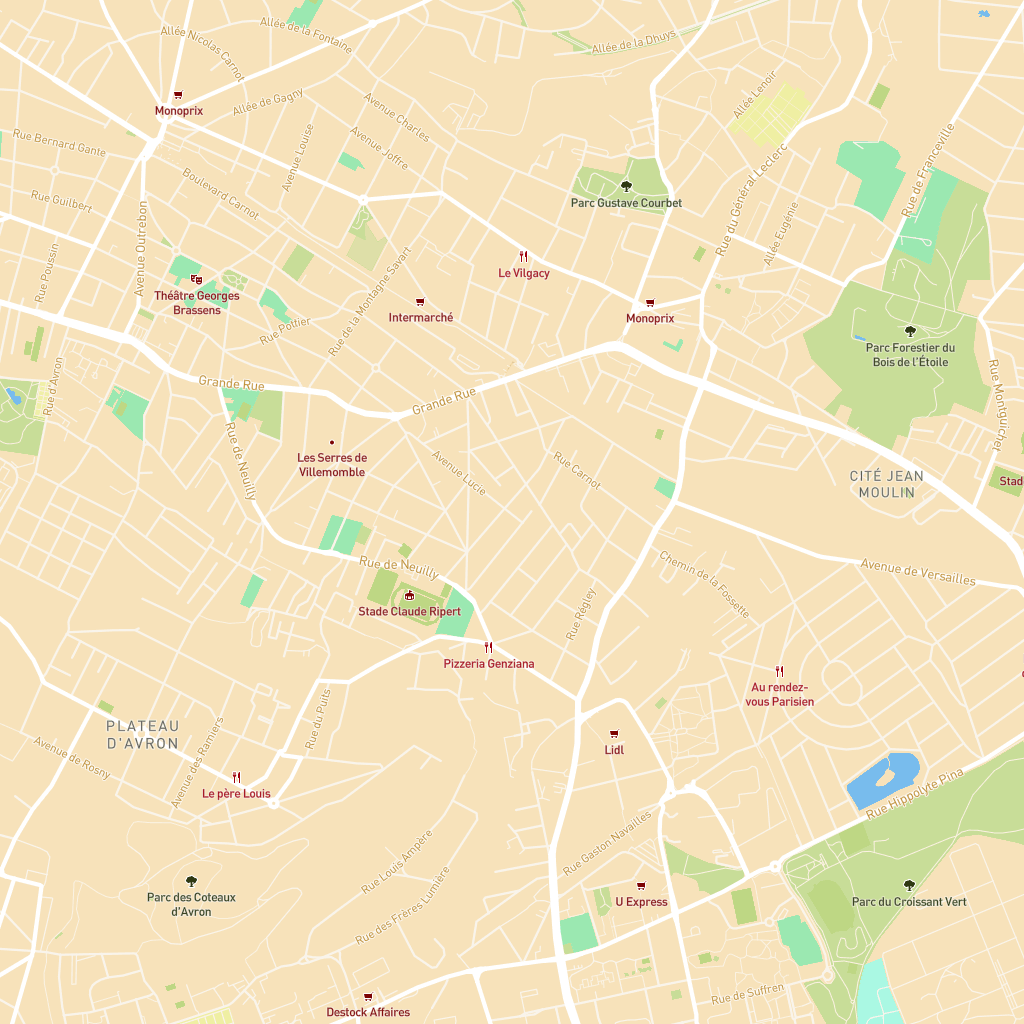 Allée de la Fontaine
Allée Nicolas Carnot
Allée de la Dhuys
Monoprix
Allée de Gagny
Avenue Charles
Allée Lenoir
Rue Bernard Gante
Avenue Louise
Avenue Joffre
Rue du Général Leclerc
Rue de Franceville
Boulevard Carnot
Rue Guilbert
Parc Gustave Courbet
Avenue Outrebon
Allée Eugénie
Rue Poussin
Le Vilgacy
Théâtre Georges
Brassens
Rue de la Montagne Savart
Intermarché
Monoprix
Rue Pottier
Parc Forestier du
Bois de l'Étoile
Rue d'Avron
Grande Rue
Grande Rue
Rue Montguichet
Rue de Neuilly
Les Serres de
Villemomble
Avenue Lucie
Rue Carnot
CITÉ JEAN
MOULIN
Stade
Rue de Neuilly
Chemin de la Fossette
Avenue de Versailles
Stade Claude Ripert
Rue Régley
Pizzeria Genziana
Au rendez-
vous Parisien
Rue du Puits
PLATEAU
D'AVRON
Avenue de Rosny
Avenue des Ramiers
Lidl
Le père Louis
Rue Hippolyte Pina
Rue Gaston Navailles
Rue Louis Ampère
Parc des Coteaux
d'Avron
Rue des Frères Lumière
U Express
Parc du Croissant Vert
Rue de Suffren
Destock Affaires